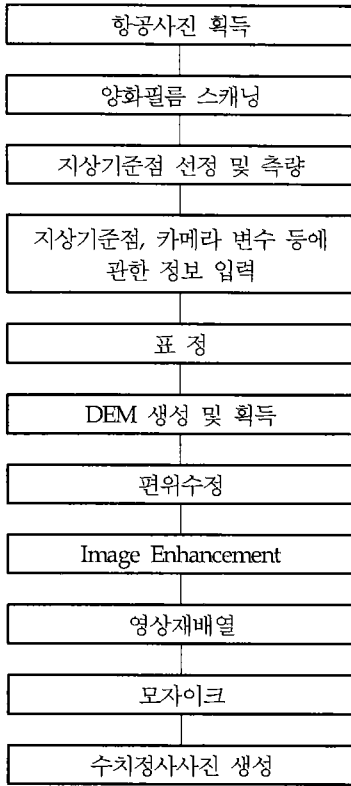 항공사진 획득
양화필름 스캐닝
지상기준점 선정 및 측량
지상기준점, 카메라 변수 등에
관한 정보 입력
표 정
DEM 생성 및 획득
편위수정
Image Enhancement
영상재배열
모자이크
수치정사사진 생성